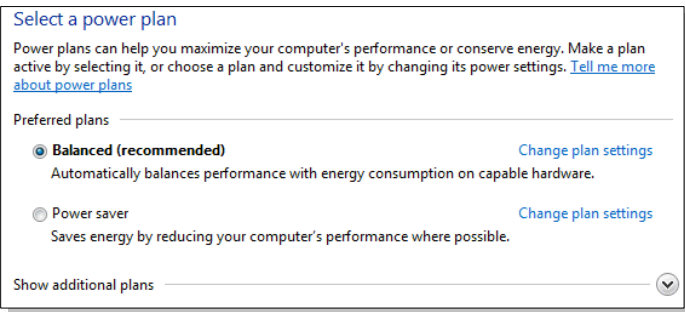 Select a power plan
Power plans can help you maximize your computer's performance or conserve energy. Make a plan
active by selecting it, or choose a plan and customize it by changing its power settings. Tell me more
about power plans
Preferred plans
Balanced (recommended) Change plan settings
Automatically balances performance with energy consumption on capable hardware.
Power saver Change plan settings
Saves energy by reducing your computer's performance where possible.
Show additional plans